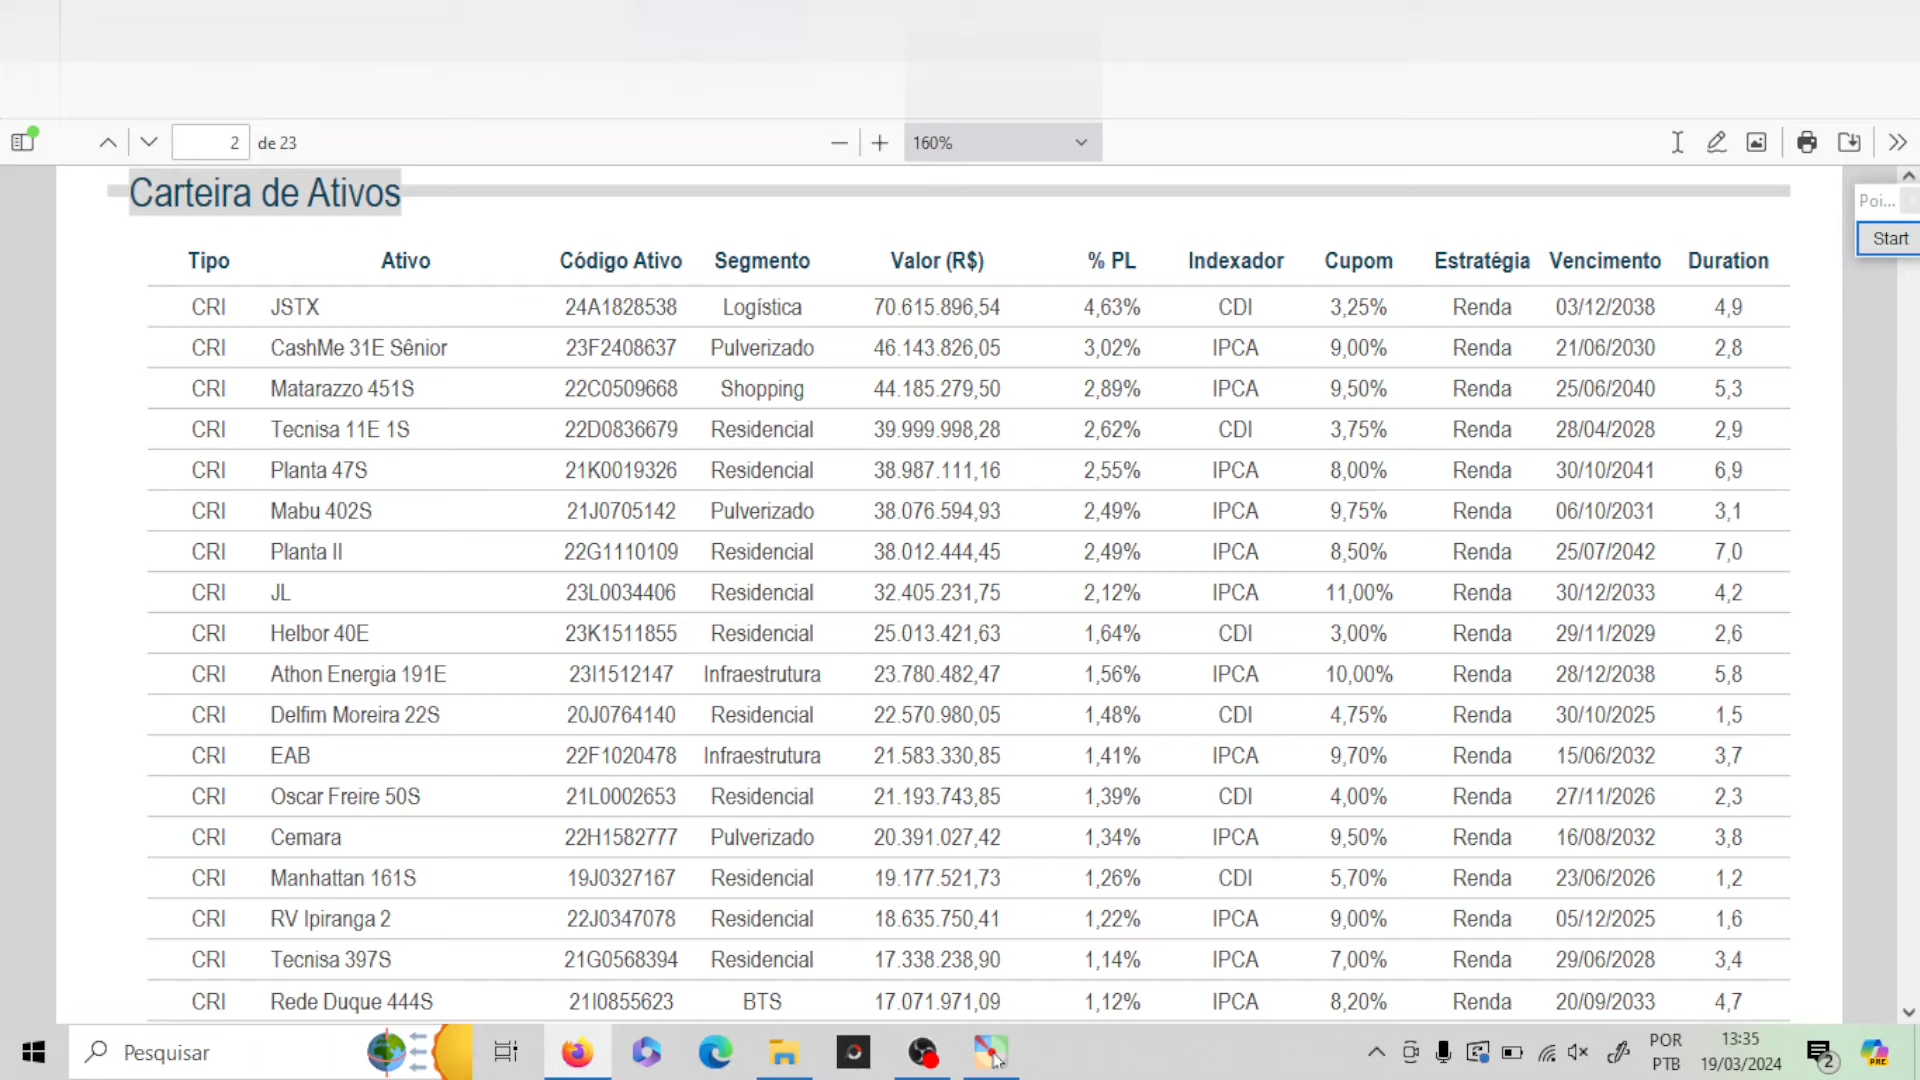 2 de 23 160%
Carteira de Ativos
Poi...
Start
Tipo Ativo Código Ativo Segmento Valor (R$) % PL Indexador Cupom Estratégia Vencimento Duration
CRI JSTX 24A1828538 Logística 70.615.896,54 4,63% CDI 3,25% Renda 03/12/2038 4,9
CRI CashMe 31E Sênior 23F2408637 Pulverizado 46.143.826,05 3,02% IPCA 9,00% Renda 21/06/2030 2,8
CRI Matarazzo 451S 22C0509668 Shopping 44.185.279,50 2,89% IPCA 9,50% Renda 25/06/2040 5,3
CRI Tecnisa 11E 1S 22D0836679 Residencial 39.999.998,28 2,62% CDI 3,75% Renda 28/04/2028 2,9
CRI Planta 47S 21K0019326 Residencial 38.987.111,16 2,55% IPCA 8,00% Renda 30/10/2041 6,9
CRI Mabu 402S 21J0705142 Pulverizado 38.076.594,93 2,49% IPCA 9,75% Renda 06/10/2031 3,1
CRI Planta II 22G1110109 Residencial 38.012.444,45 2,49% IPCA 8,50% Renda 25/07/2042 7,0
CRI JL 23L0034406 Residencial 32.405.231,75 2,12% IPCA 11,00% Renda 30/12/2033 4,2
CRI Helbor 40E 23K1511855 Residencial 25.013.421,63 1,64% CDI 3,00% Renda 29/11/2029 2,6
CRI Athon Energia 191E 23I1512147 Infraestrutura 23.780.482,47 1,56% IPCA 10,00% Renda 28/12/2038 5,8
CRI Delfim Moreira 22S 20J0764140 Residencial 22.570.980,05 1,48% CDI 4,75% Renda 30/10/2025 1,5
CRI EAB 22F1020478 Infraestrutura 21.583.330,85 1,41% IPCA 9,70% Renda 15/06/2032 3,7
CRI Oscar Freire 50S 21L0002653 Residencial 21.193.743,85 1,39% CDI 4,00% Renda 27/11/2026 2,3
CRI Cemara 22H1582777 Pulverizado 20.391.027,42 1,34% IPCA 9,50% Renda 16/08/2032 3,8
CRI Manhattan 161S 19J0327167 Residencial 19.177.521,73 1,26% CDI 5,70% Renda 23/06/2026 1,2
CRI RV Ipiranga 2 22J0347078 Residencial 18.635.750,41 1,22% IPCA 9,00% Renda 05/12/2025 1,6
CRI Tecnisa 397S 21G0568394 Residencial 17.338.238,90 1,14% IPCA 7,00% Renda 29/06/2028 3,4
CRI Rede Duque 444S 21I0855623 BTS 17.071.971,09 1,12% IPCA 8,20% Renda 20/09/2033 4,7
Pesquisar POR 13:35
PTB 19/03/2024 2 PRE